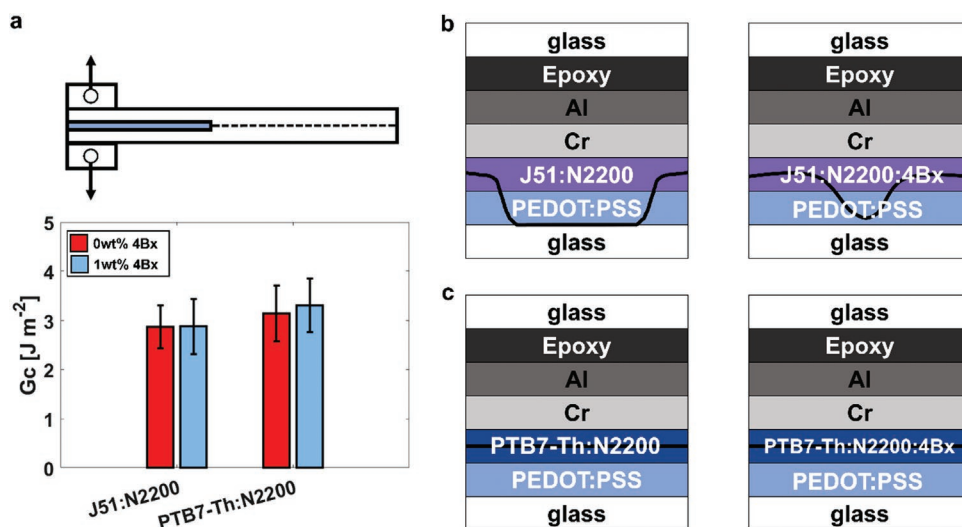 a
5
4
3
2
1
0
Gc [J m⁻²]
0wt% 4Bx
1wt% 4Bx
J51:N2200
PTB7-Th:N2200
b
glass
Epoxy
Al
Cr
J51:N2200
PEDOT:PSS
glass
glass
Epoxy
Al
Cr
J51:N2200:4Bx
PEDOT:PSS
glass
c
glass
Epoxy
Al
Cr
PTB7-Th:N2200
PEDOT:PSS
glass
glass
Epoxy
Al
Cr
PTB7-Th:N2200:4Bx
PEDOT:PSS
glass